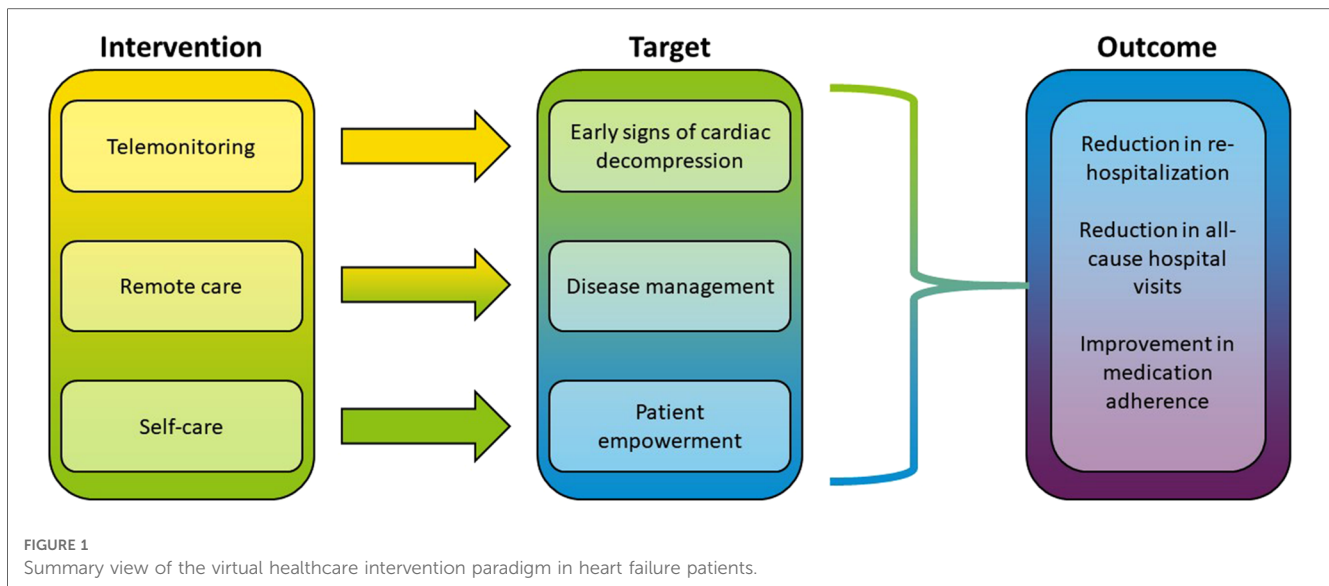 Intervention
Target
Outcome
Telemonitoring
Early signs of cardiac
decompression
Remote care
Disease management
Self-care
Patient
empowerment
Reduction in re-
hospitalization
Reduction in all-
cause hospital
visits
Improvement in
medication
adherence
FIGURE 1
Summary view of the virtual healthcare intervention paradigm in heart failure patients.